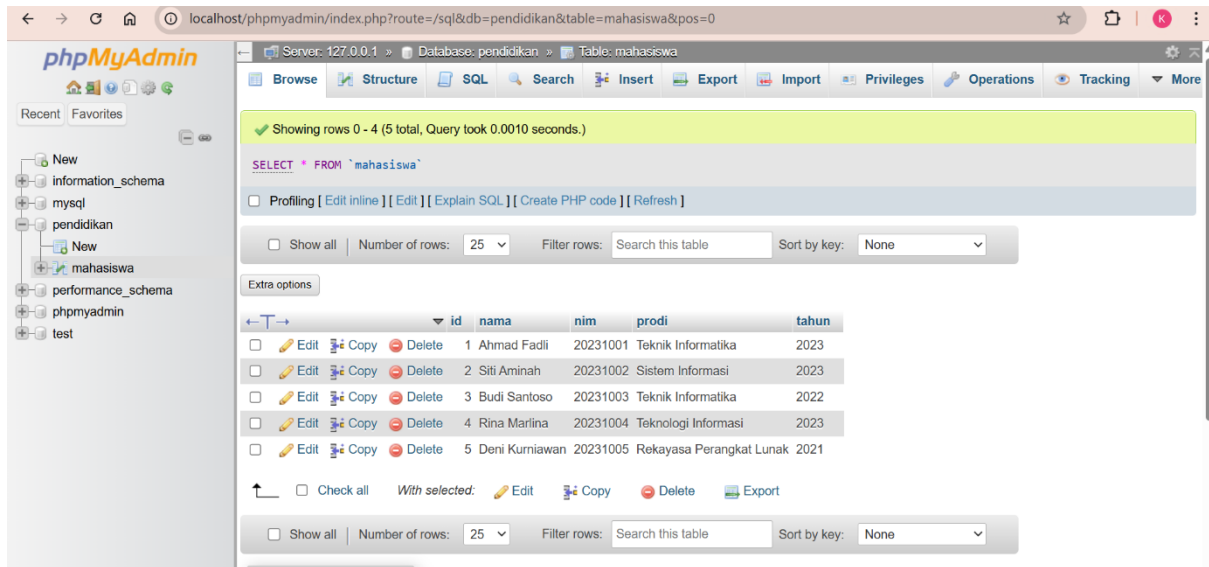 localhost/phpmyadmin/index.php?route=/sql&db=pendidikan&table=mahasiswa&pos=0
K
phpMyAdmin
Recent Favorites
New
information_schema
mysql
pendidikan
New
mahasiswa
performance_schema
phpmyadmin
test
Server: 127.0.0.1 » Database: pendidikan » Table: mahasiswa
Browse Structure SQL Search Insert Export Import Privileges Operations Tracking More
Showing rows 0 - 4 (5 total, Query took 0.0010 seconds.)
SELECT * FROM `mahasiswa`
Profiling [ Edit inline ] [ Edit ] [ Explain SQL ] [ Create PHP code ] [ Refresh ]
Show all | Number of rows: 25 Filter rows: Search this table Sort by key: None
Extra options
←T→ id nama nim prodi tahun
Edit Copy Delete 1 Ahmad Fadli 20231001 Teknik Informatika 2023
Edit Copy Delete 2 Siti Aminah 20231002 Sistem Informasi 2023
Edit Copy Delete 3 Budi Santoso 20231003 Teknik Informatika 2022
Edit Copy Delete 4 Rina Marlina 20231004 Teknologi Informasi 2023
Edit Copy Delete 5 Deni Kurniawan 20231005 Rekayasa Perangkat Lunak 2021
Check all With selected: Edit Copy Delete Export
Show all | Number of rows: 25 Filter rows: Search this table Sort by key: None